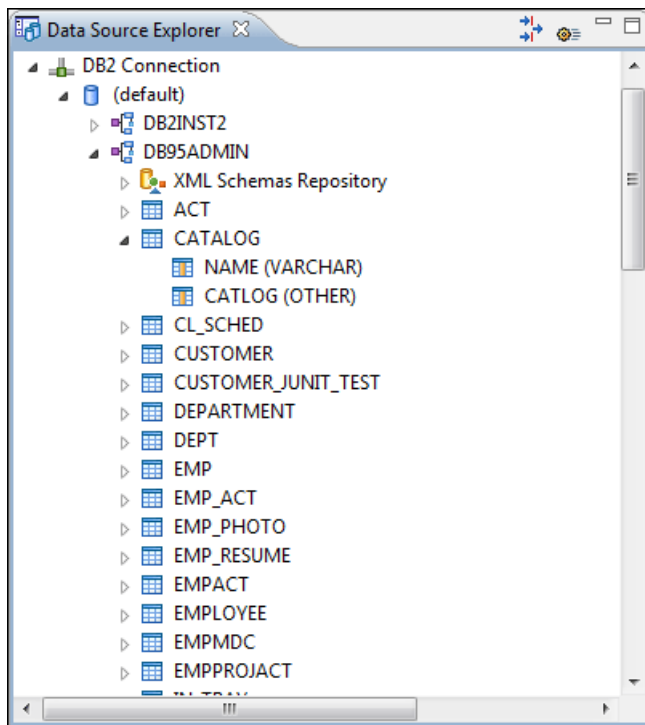 Data Source Explorer
DB2 Connection
(default)
DB2INST2
DB95ADMIN
XML Schemas Repository
ACT
CATALOG
NAME (VARCHAR)
CATLOG (OTHER)
CL_SCHED
CUSTOMER
CUSTOMER_JUNIT_TEST
DEPARTMENT
DEPT
EMP
EMP_ACT
EMP_PHOTO
EMP_RESUME
EMPACT
EMPLOYEE
EMPMDC
EMPPROJACT